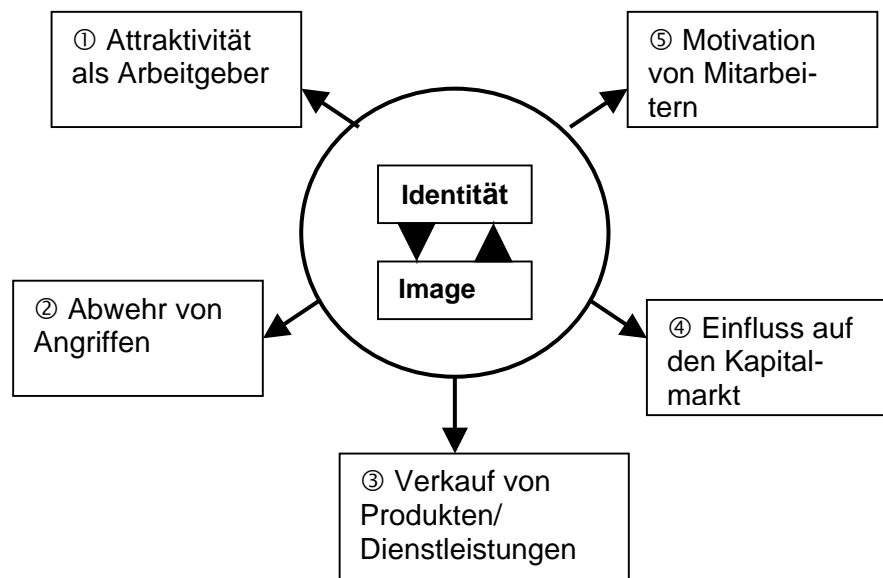 ① Attraktivität
als Arbeitgeber
⑤ Motivation
von Mitarbei-
tern
Identität
Image
② Abwehr von
Angriffen
④ Einfluss auf
den Kapital-
markt
③ Verkauf von
Produkten/
Dienstleistungen